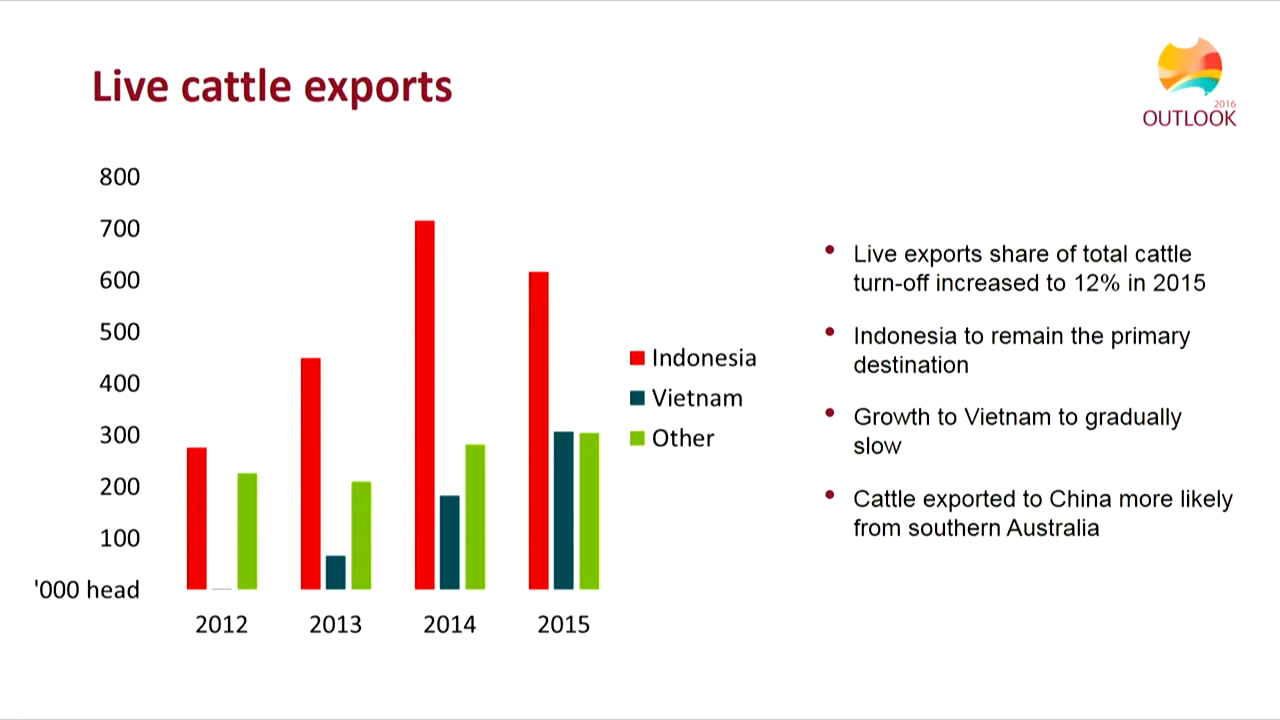 Live cattle exports
2016
OUTLOOK
800
700
600
500
400
300
200
100
'000 head
2012 2013 2014 2015
Indonesia
Vietnam
Other
• Live exports share of total cattle
turn-off increased to 12% in 2015
• Indonesia to remain the primary
destination
• Growth to Vietnam to gradually
slow
• Cattle exported to China more likely
from southern Australia